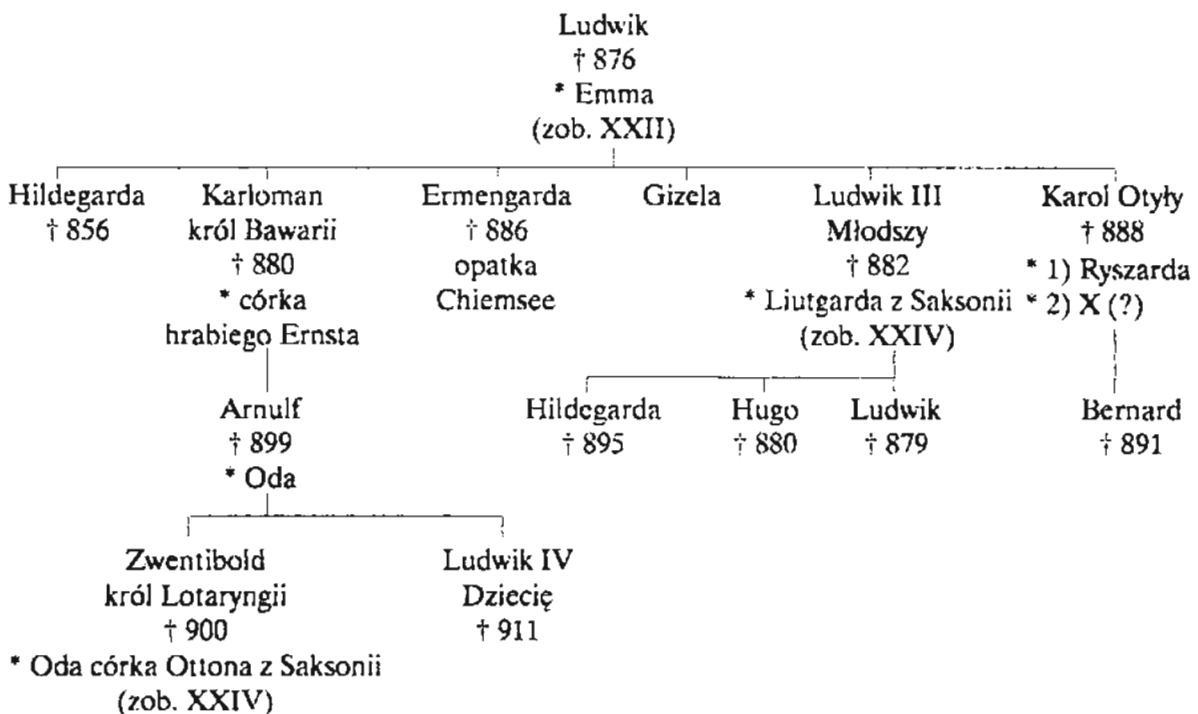 Ludwik
† 876
* Emma
(zob. XXII)
Hildegarda
† 856
Karloman
król Bawarii
† 880
* córka
hrabiego Ernsta
Ermengarda
† 886
opatka
Chiemsee
Gizela
Ludwik III
Młodszy
† 882
* Liutgarda z Saksonii
(zob. XXIV)
Karol Otyły
† 888
* 1) Ryszarda
* 2) X (?)
Arnulf
† 899
* Oda
Hildegarda
† 895
Hugo
† 880
Ludwik
† 879
Bernard
† 891
Zwentibold
król Lotaryngii
† 900
* Oda córka Ottona z Saksonii
(zob. XXIV)
Ludwik IV
Dziecię
† 911